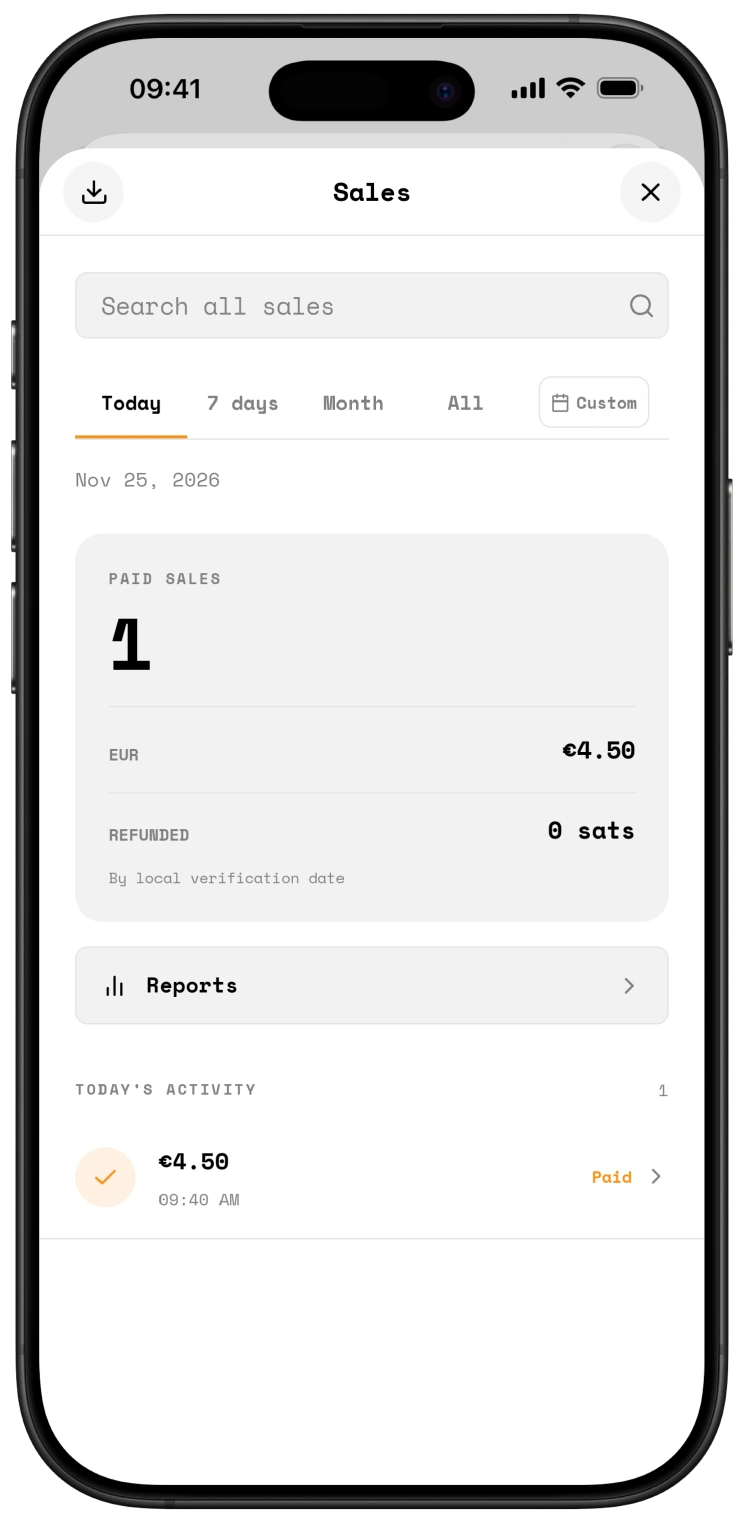 09:41
Sales
Search all sales
Today 7 days Month All Custom
Nov 25, 2026
PAID SALES
1
EUR €4.50
REFUNDED 0 sats
By local verification date
Reports
TODAY'S ACTIVITY 1
€4.50
09:40 AM
Paid